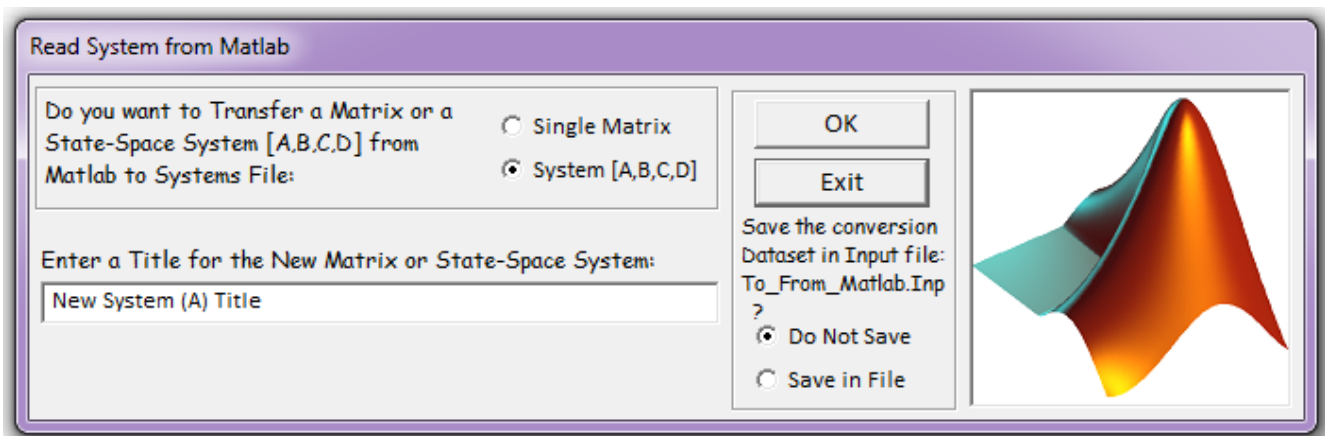 Read System from Matlab
Do you want to Transfer a Matrix or a
State-Space System [A,B,C,D] from
Matlab to Systems File:
Single Matrix
System [A,B,C,D]
Enter a Title for the New Matrix or State-Space System:
New System (A) Title
OK
Exit
Save the conversion
Dataset in Input file:
To_From_Matlab.Inp
?
Do Not Save
Save in File